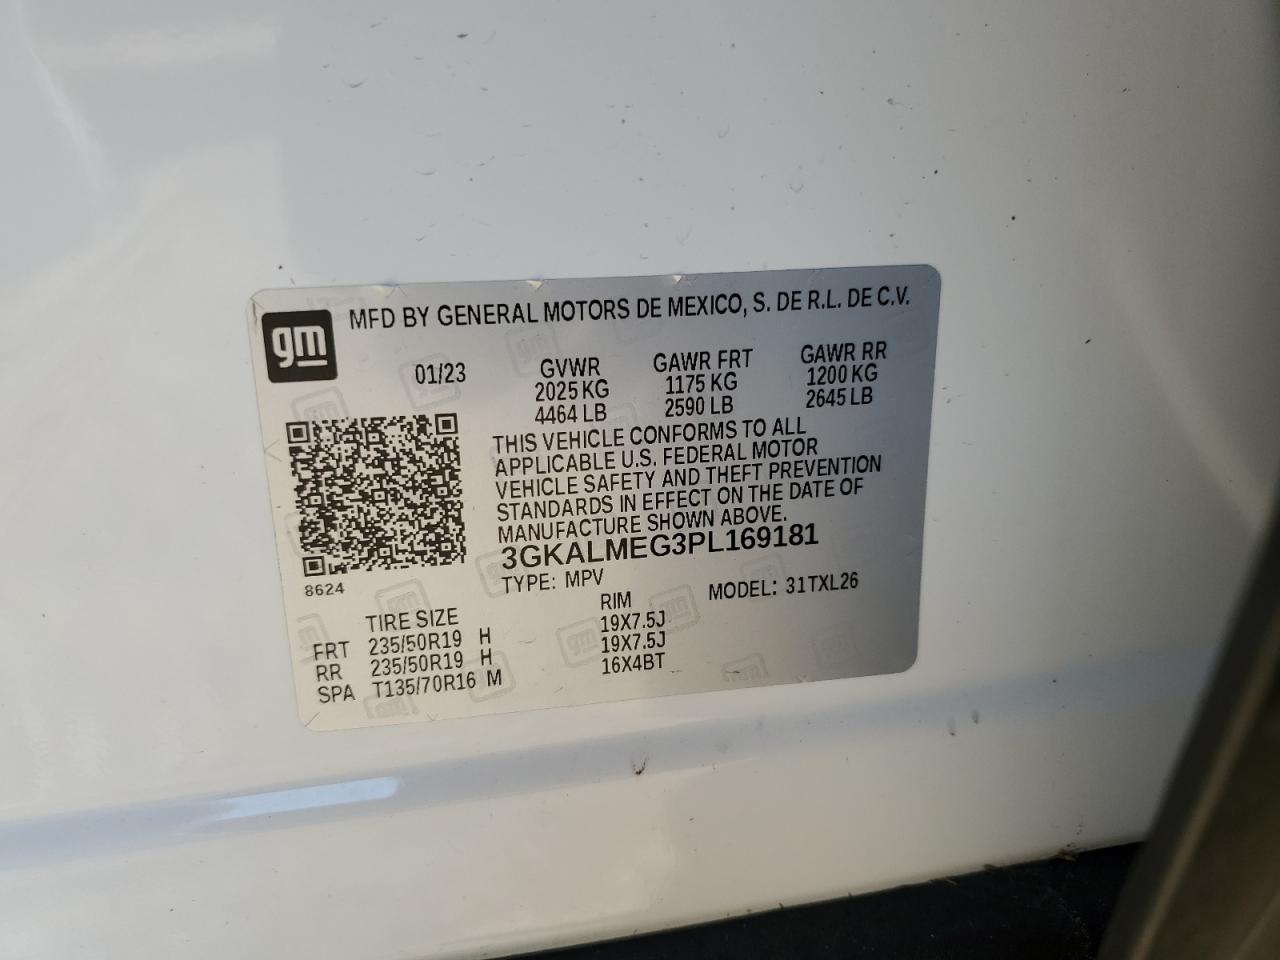 gm
MFD BY GENERAL MOTORS DE MEXICO, S. DE R.L. DE C.V.
01/23
GVWR GAWR FRT GAWR RR
2025 KG 1175 KG 1200 KG
4464 LB 2590 LB 2645 LB
THIS VEHICLE CONFORMS TO ALL
APPLICABLE U.S. FEDERAL MOTOR
VEHICLE SAFETY AND THEFT PREVENTION
STANDARDS IN EFFECT ON THE DATE OF
MANUFACTURE SHOWN ABOVE.
3GKALMEG3PL169181
8624
TYPE: MPV MODEL: 31TXL26
TIRE SIZE RIM
FRT 235/50R19 H 19X7.5J
RR 235/50R19 H 19X7.5J
SPA T135/70R16 M 16X4BT